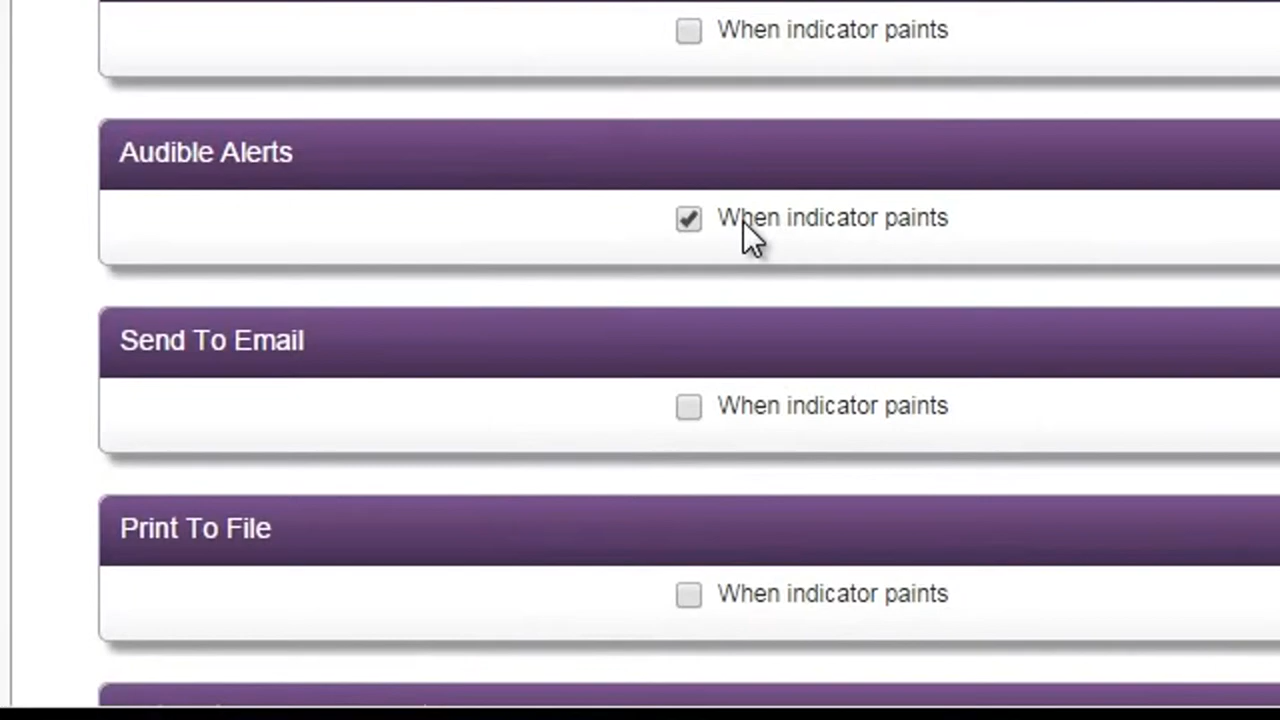 When indicator paints
Audible Alerts
When indicator paints
Send To Email
When indicator paints
Print To File
When indicator paints